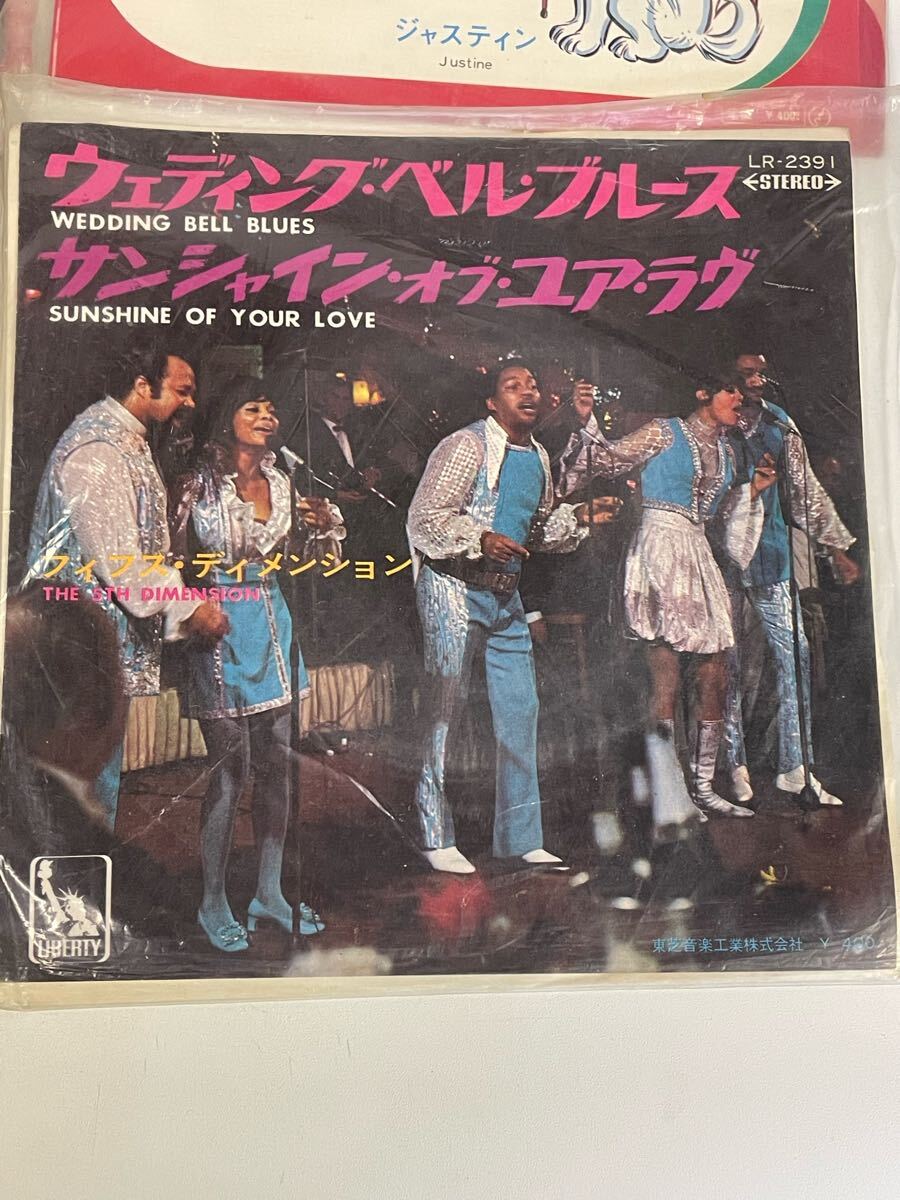 ジャスティン
Justine
¥400
ウェディング・ベル・ブルース
LR-2391
STEREO
WEDDING BELL BLUES
サンシャイン・オブ・ユア・ラヴ
SUNSHINE OF YOUR LOVE
フィフス・ディメンション
THE 5TH DIMENSION
LIBERTY
東芝音楽工業株式会社 ¥400